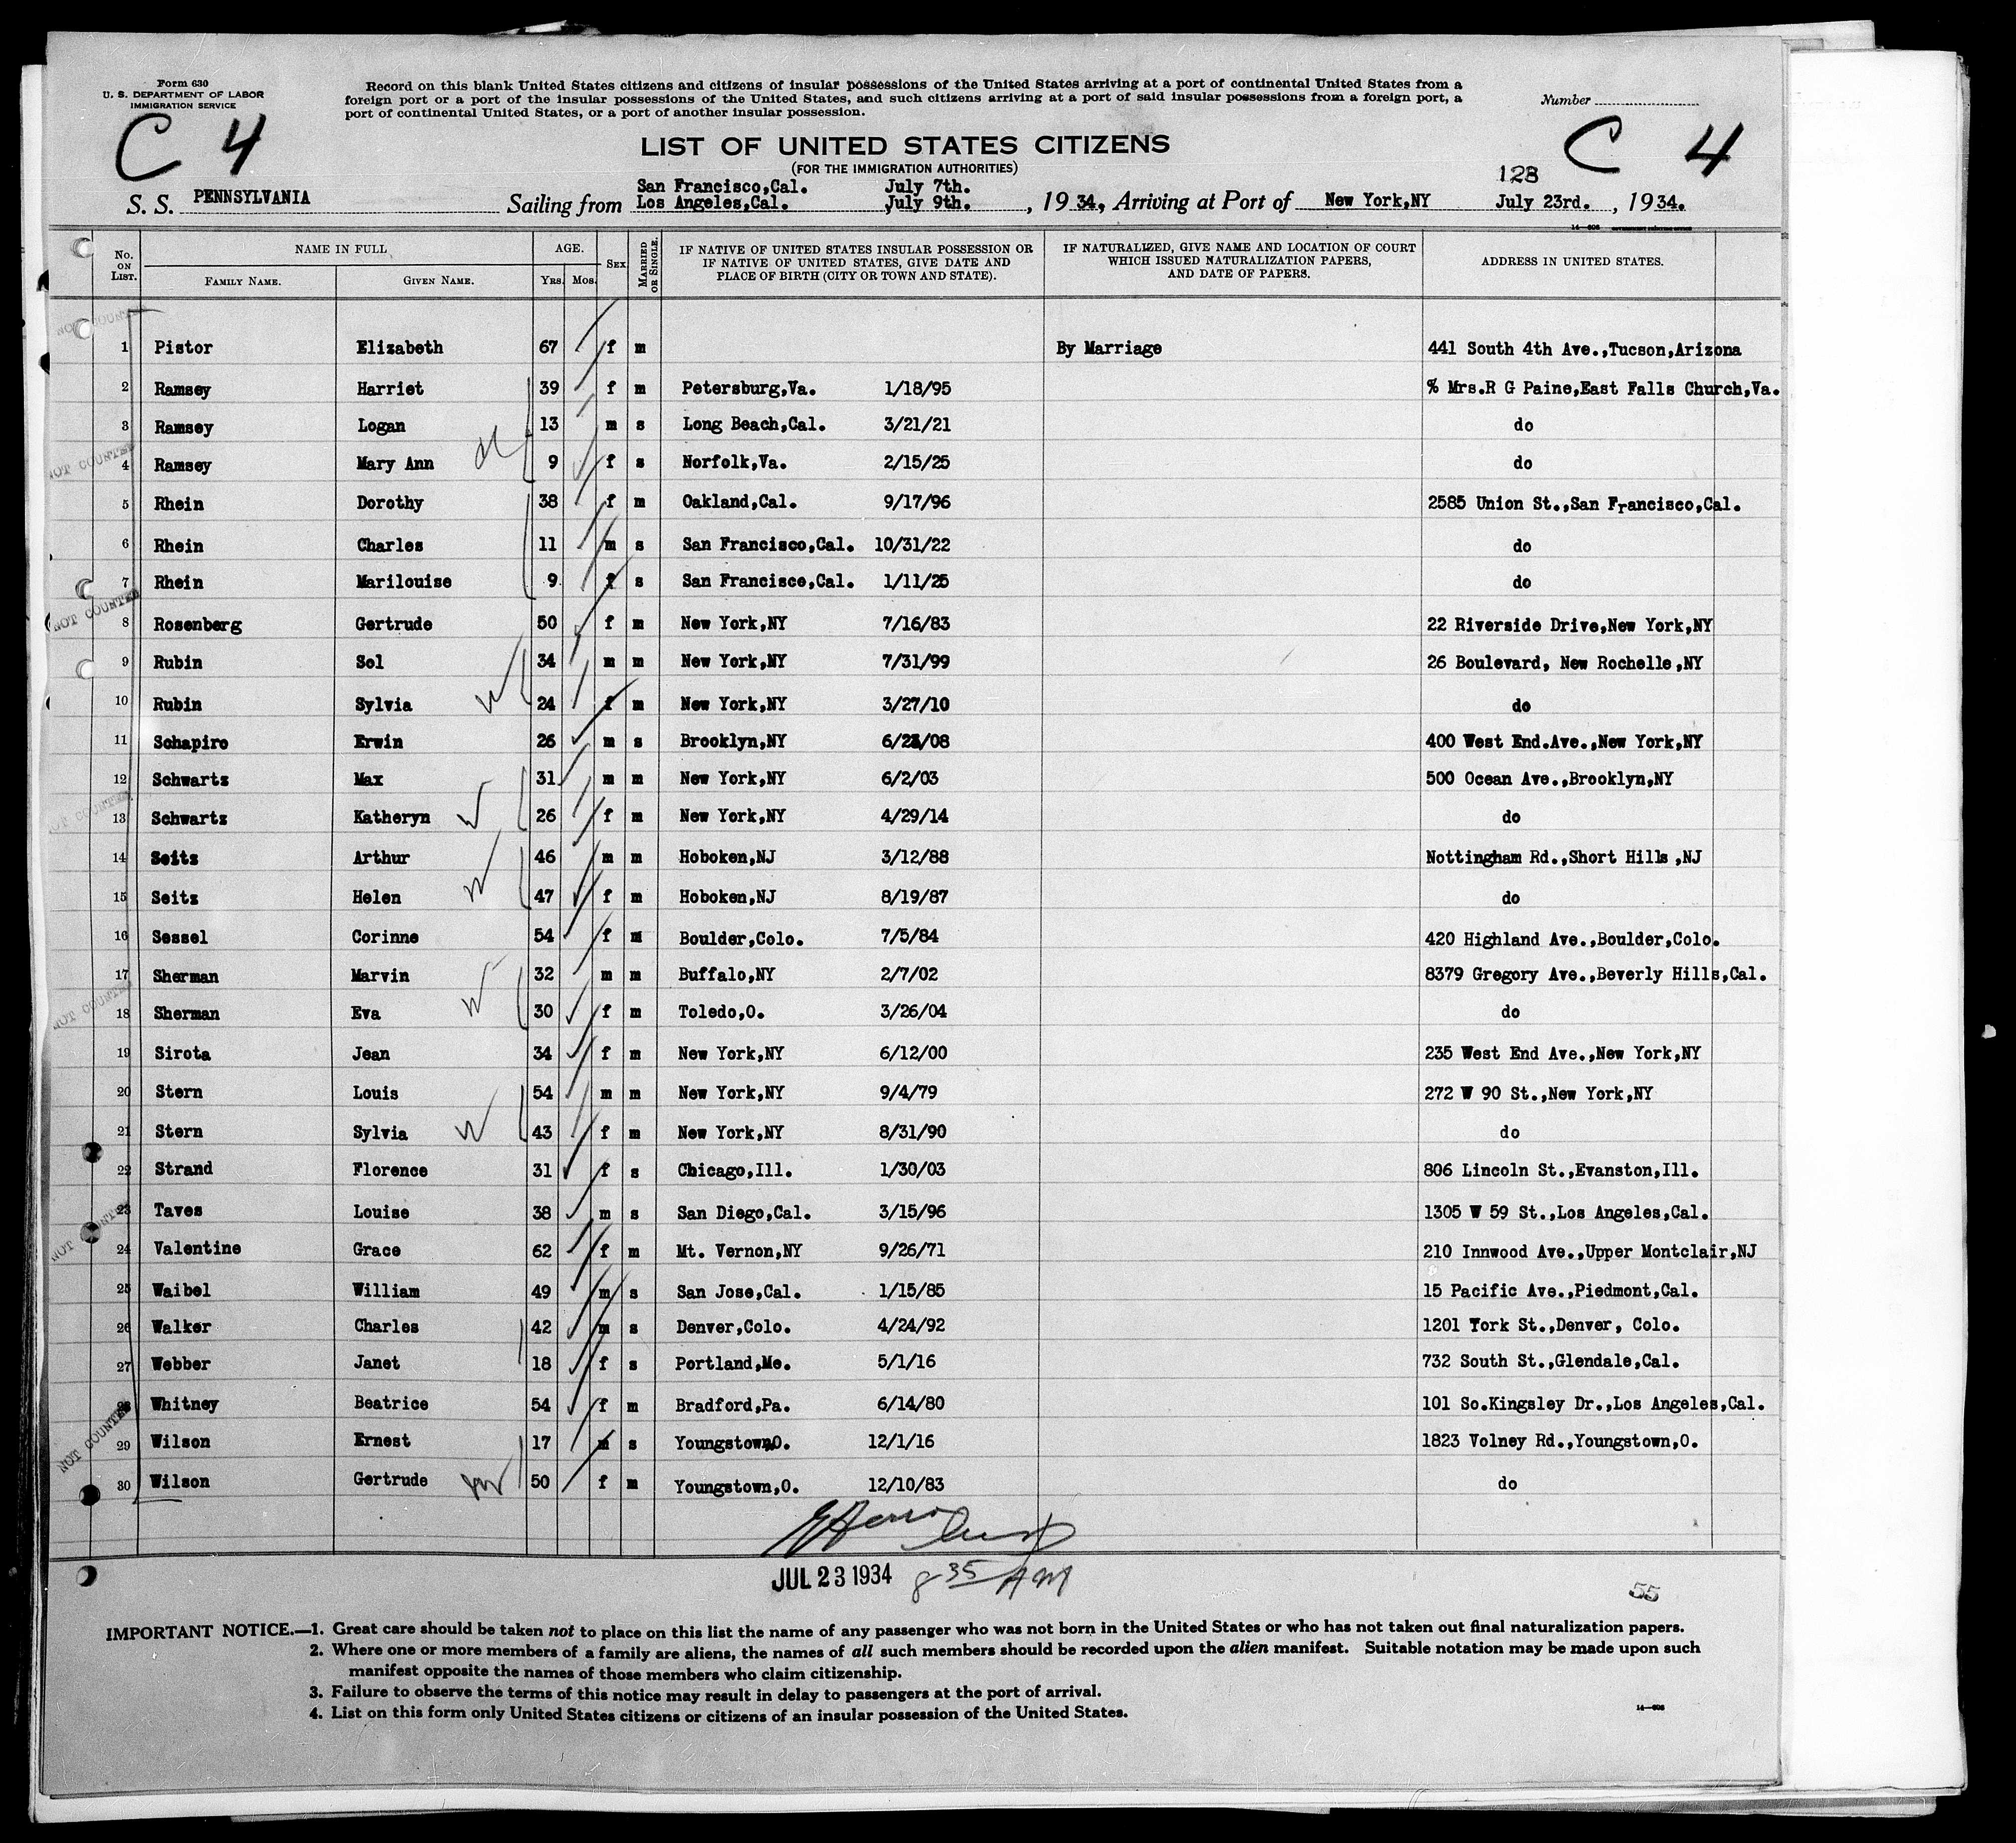 Form 630
U. S. DEPARTMENT OF LABOR
IMMIGRATION SERVICE
Record on this blank United States citizens and citizens of insular possessions of the United States arriving at a port of continental United States from a
foreign port or a port of the insular possessions of the United States, and such citizens arriving at a port of said insular possessions from a foreign port, a
port of continental United States, or a port of another insular possession.
Number
C 4
C 4
LIST OF UNITED STATES CITIZENS
(FOR THE IMMIGRATION AUTHORITIES)
123
San Francisco,Cal. July 7th.
S. S. PENNSYLVANIA Sailing from Los Angeles,Cal. July 9th. , 1934, Arriving at Port of New York,NY July 23rd. , 1934.
No. ON LIST. NAME IN FULL FAMILY NAME. GIVEN NAME. AGE. Yrs. Mos. SEX MARRIED OR SINGLE. IF NATIVE OF UNITED STATES INSULAR POSSESSION OR IF NATIVE OF UNITED STATES, GIVE DATE AND PLACE OF BIRTH (CITY OR TOWN AND STATE). IF NATURALIZED, GIVE NAME AND LOCATION OF COURT WHICH ISSUED NATURALIZATION PAPERS, AND DATE OF PAPERS. ADDRESS IN UNITED STATES.
1 Pistor Elizabeth 67 f m By Marriage 441 South 4th Ave.,Tucson,Arizona
2 Ramsey Harriet 39 f m Petersburg,Va. 1/18/95 % Mrs.R G Paine,East Falls Church,Va.
3 Ramsey Logan 13 m s Long Beach,Cal. 3/21/21 do
4 Ramsey Mary Ann 9 f s Norfolk,Va. 2/15/25 do
5 Rhein Dorothy 38 f m Oakland,Cal. 9/17/96 2585 Union St.,San Francisco,Cal.
6 Rhein Charles 11 m s San Francisco,Cal. 10/31/22 do
7 Rhein Marilouise 9 f s San Francisco,Cal. 1/11/25 do
8 Rosenberg Gertrude 50 f m New York,NY 7/16/83 22 Riverside Drive,New York,NY
9 Rubin Sol 34 m m New York,NY 7/31/99 26 Boulevard, New Rochelle,NY
10 Rubin Sylvia 24 f m New York,NY 3/27/10 do
11 Schapiro Erwin 26 m s Brooklyn,NY 6/23/08 400 West End.Ave.,New York,NY
12 Schwartz Max 31 m m New York,NY 6/2/03 500 Ocean Ave.,Brooklyn,NY
13 Schwartz Katheryn 26 f m New York,NY 4/29/14 do
14 Seitz Arthur 46 m m Hoboken,NJ 3/12/88 Nottingham Rd.,Short Hills,NJ
15 Seitz Helen 47 f m Hoboken,NJ 8/19/87 do
16 Sessel Corinne 54 f m Boulder,Colo. 7/5/84 420 Highland Ave.,Boulder,Colo.
17 Sherman Marvin 32 m m Buffalo,NY 2/7/02 8379 Gregory Ave.,Beverly Hills,Cal.
18 Sherman Eva 30 f m Toledo,O. 3/26/04 do
19 Sirota Jean 34 f m New York,NY 6/12/00 235 West End Ave.,New York,NY
20 Stern Louis 54 m m New York,NY 9/4/79 272 W 90 St.,New York,NY
21 Stern Sylvia 43 f m New York,NY 8/31/90 do
22 Strand Florence 31 f s Chicago,Ill. 1/30/03 806 Lincoln St.,Evanston,Ill.
23 Taves Louise 38 m s San Diego,Cal. 3/15/96 1305 W 59 St.,Los Angeles,Cal.
24 Valentine Grace 62 f m Mt. Vernon,NY 9/26/71 210 Innwood Ave.,Upper Montclair,NJ
25 Waibel William 49 m s San Jose,Cal. 1/15/85 15 Pacific Ave.,Piedmont,Cal.
26 Walker Charles 42 m s Denver,Colo. 4/24/92 1201 York St.,Denver, Colo.
27 Webber Janet 18 f s Portland,Me. 5/1/16 732 South St.,Glendale,Cal.
28 Whitney Beatrice 54 f m Bradford,Pa. 6/14/80 101 So.Kingsley Dr.,Los Angeles,Cal.
29 Wilson Ernest 17 m s Youngstown,O. 12/1/16 1823 Volney Rd.,Youngstown,O.
30 Wilson Gertrude 50 f m Youngstown,O. 12/10/83 do
NOT COUNTED
NOT COUNTED
NOT COUNTED
NOT COUNTED
NOT COUNTED
NOT COUNTED
NOT COUNTED
JUL 23 1934 8 35 AM
55
IMPORTANT NOTICE.—1. Great care should be taken not to place on this list the name of any passenger who was not born in the United States or who has not taken out final naturalization papers.
2. Where one or more members of a family are aliens, the names of all such members should be recorded upon the alien manifest. Suitable notation may be made upon such
manifest opposite the names of those members who claim citizenship.
3. Failure to observe the terms of this notice may result in delay to passengers at the port of arrival.
4. List on this form only United States citizens or citizens of an insular possession of the United States.